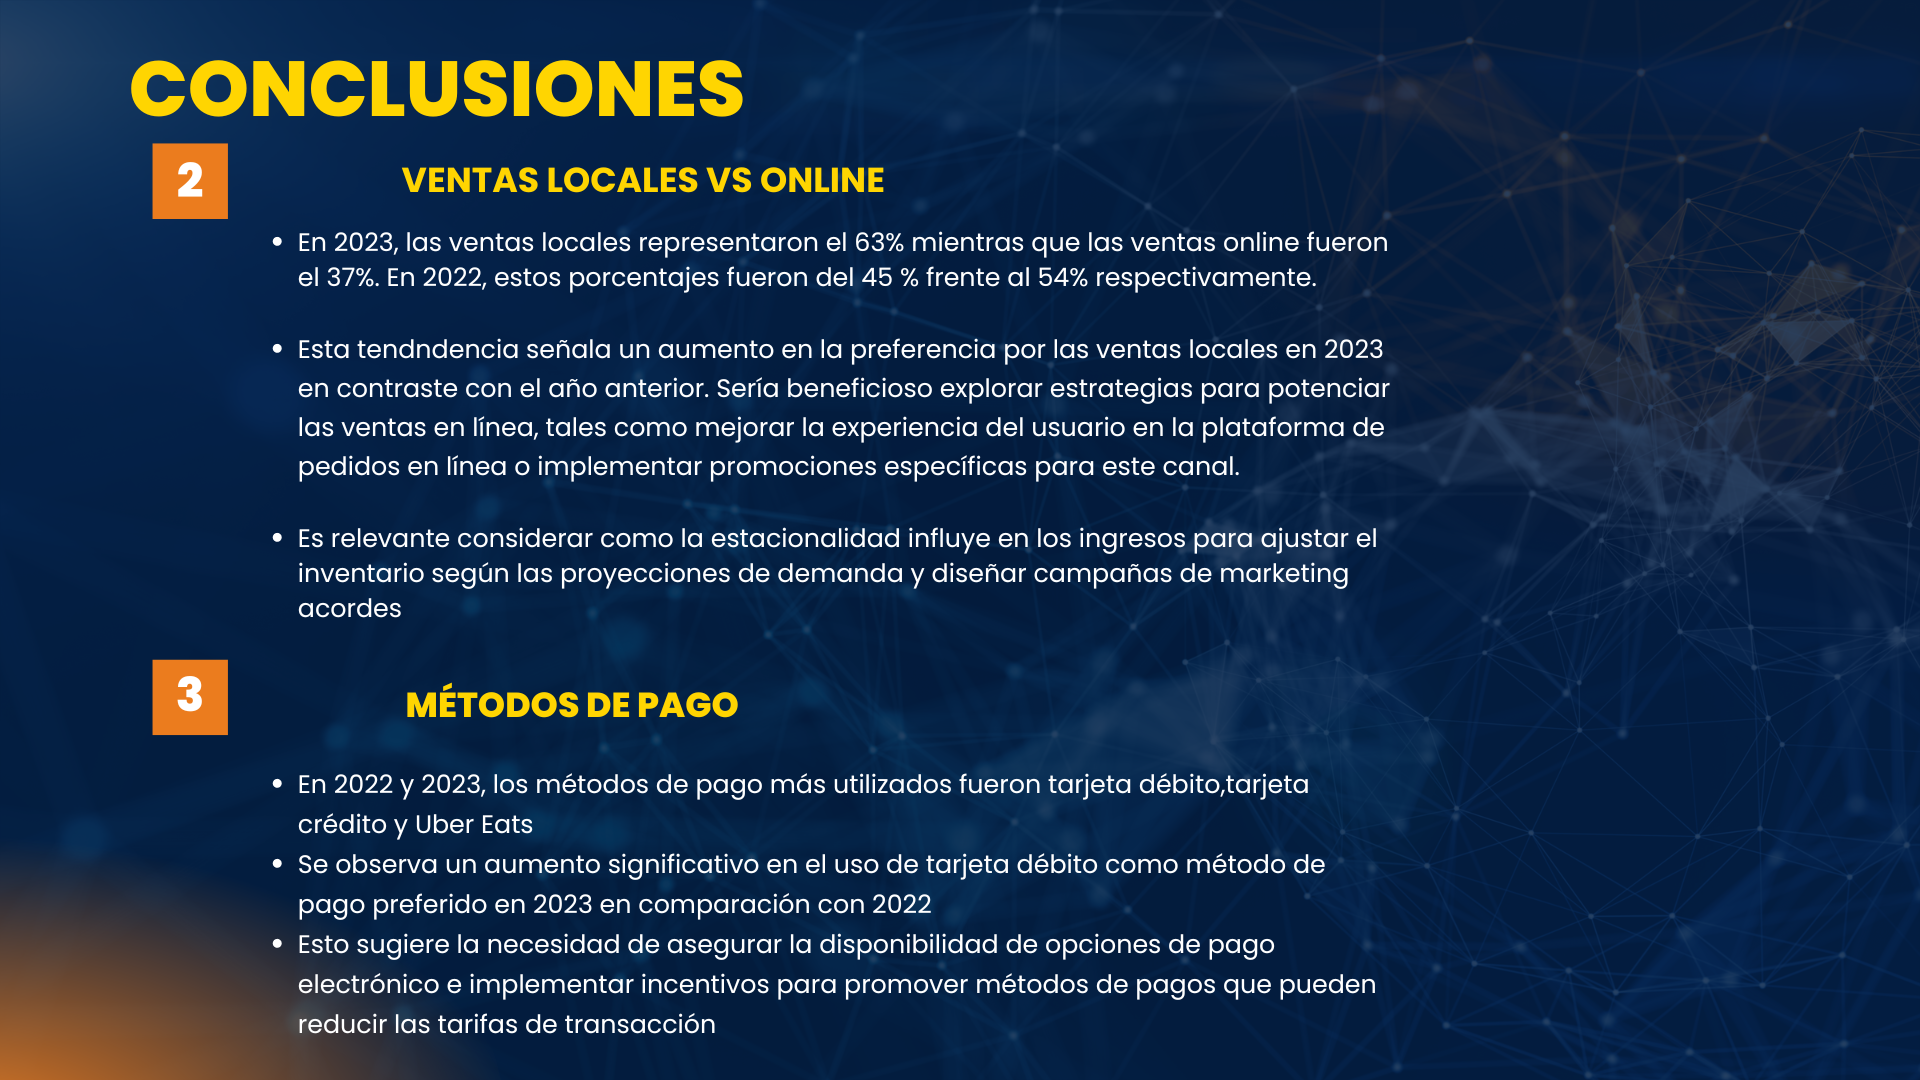 CONCLUSIONES
2
VENTAS LOCALES VS ONLINE
• En 2023, las ventas locales representaron el 63% mientras que las ventas online fueron
el 37%. En 2022, estos porcentajes fueron del 45 % frente al 54% respectivamente.
• Esta tendndencia señala un aumento en la preferencia por las ventas locales en 2023
en contraste con el año anterior. Sería beneficioso explorar estrategias para potenciar
las ventas en línea, tales como mejorar la experiencia del usuario en la plataforma de
pedidos en línea o implementar promociones específicas para este canal.
• Es relevante considerar como la estacionalidad influye en los ingresos para ajustar el
inventario según las proyecciones de demanda y diseñar campañas de marketing
acordes
3
MÉTODOS DE PAGO
• En 2022 y 2023, los métodos de pago más utilizados fueron tarjeta débito,tarjeta
crédito y Uber Eats
• Se observa un aumento significativo en el uso de tarjeta débito como método de
pago preferido en 2023 en comparación con 2022
• Esto sugiere la necesidad de asegurar la disponibilidad de opciones de pago
electrónico e implementar incentivos para promover métodos de pagos que pueden
reducir las tarifas de transacción